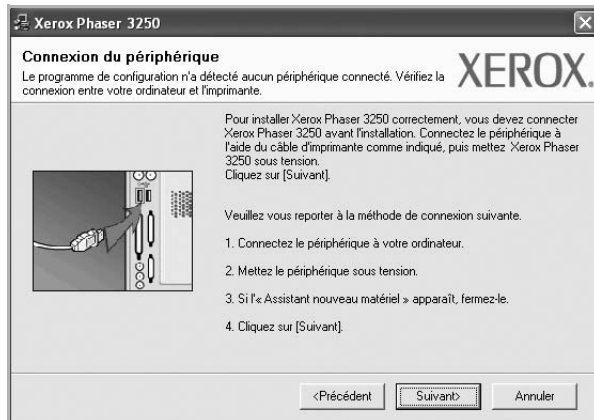 Xerox Phaser 3250
Connexion du périphérique
Le programme de configuration n'a détecté aucun périphérique connecté. Vérifiez la
connexion entre votre ordinateur et l'imprimante.
XEROX.
Pour installer Xerox Phaser 3250 correctement, vous devez connecter
Xerox Phaser 3250 avant l'installation. Connectez le périphérique à
l'aide du câble d'imprimante comme indiqué, puis mettez Xerox Phaser
3250 sous tension.
Cliquez sur [Suivant].
Veuillez vous reporter à la méthode de connexion suivante.
1. Connectez le périphérique à votre ordinateur.
2. Mettez le périphérique sous tension.
3. Si l'« Assistant nouveau matériel » apparaît, fermez-le.
4. Cliquez sur [Suivant].
<Précédent
Suivant>
Annuler